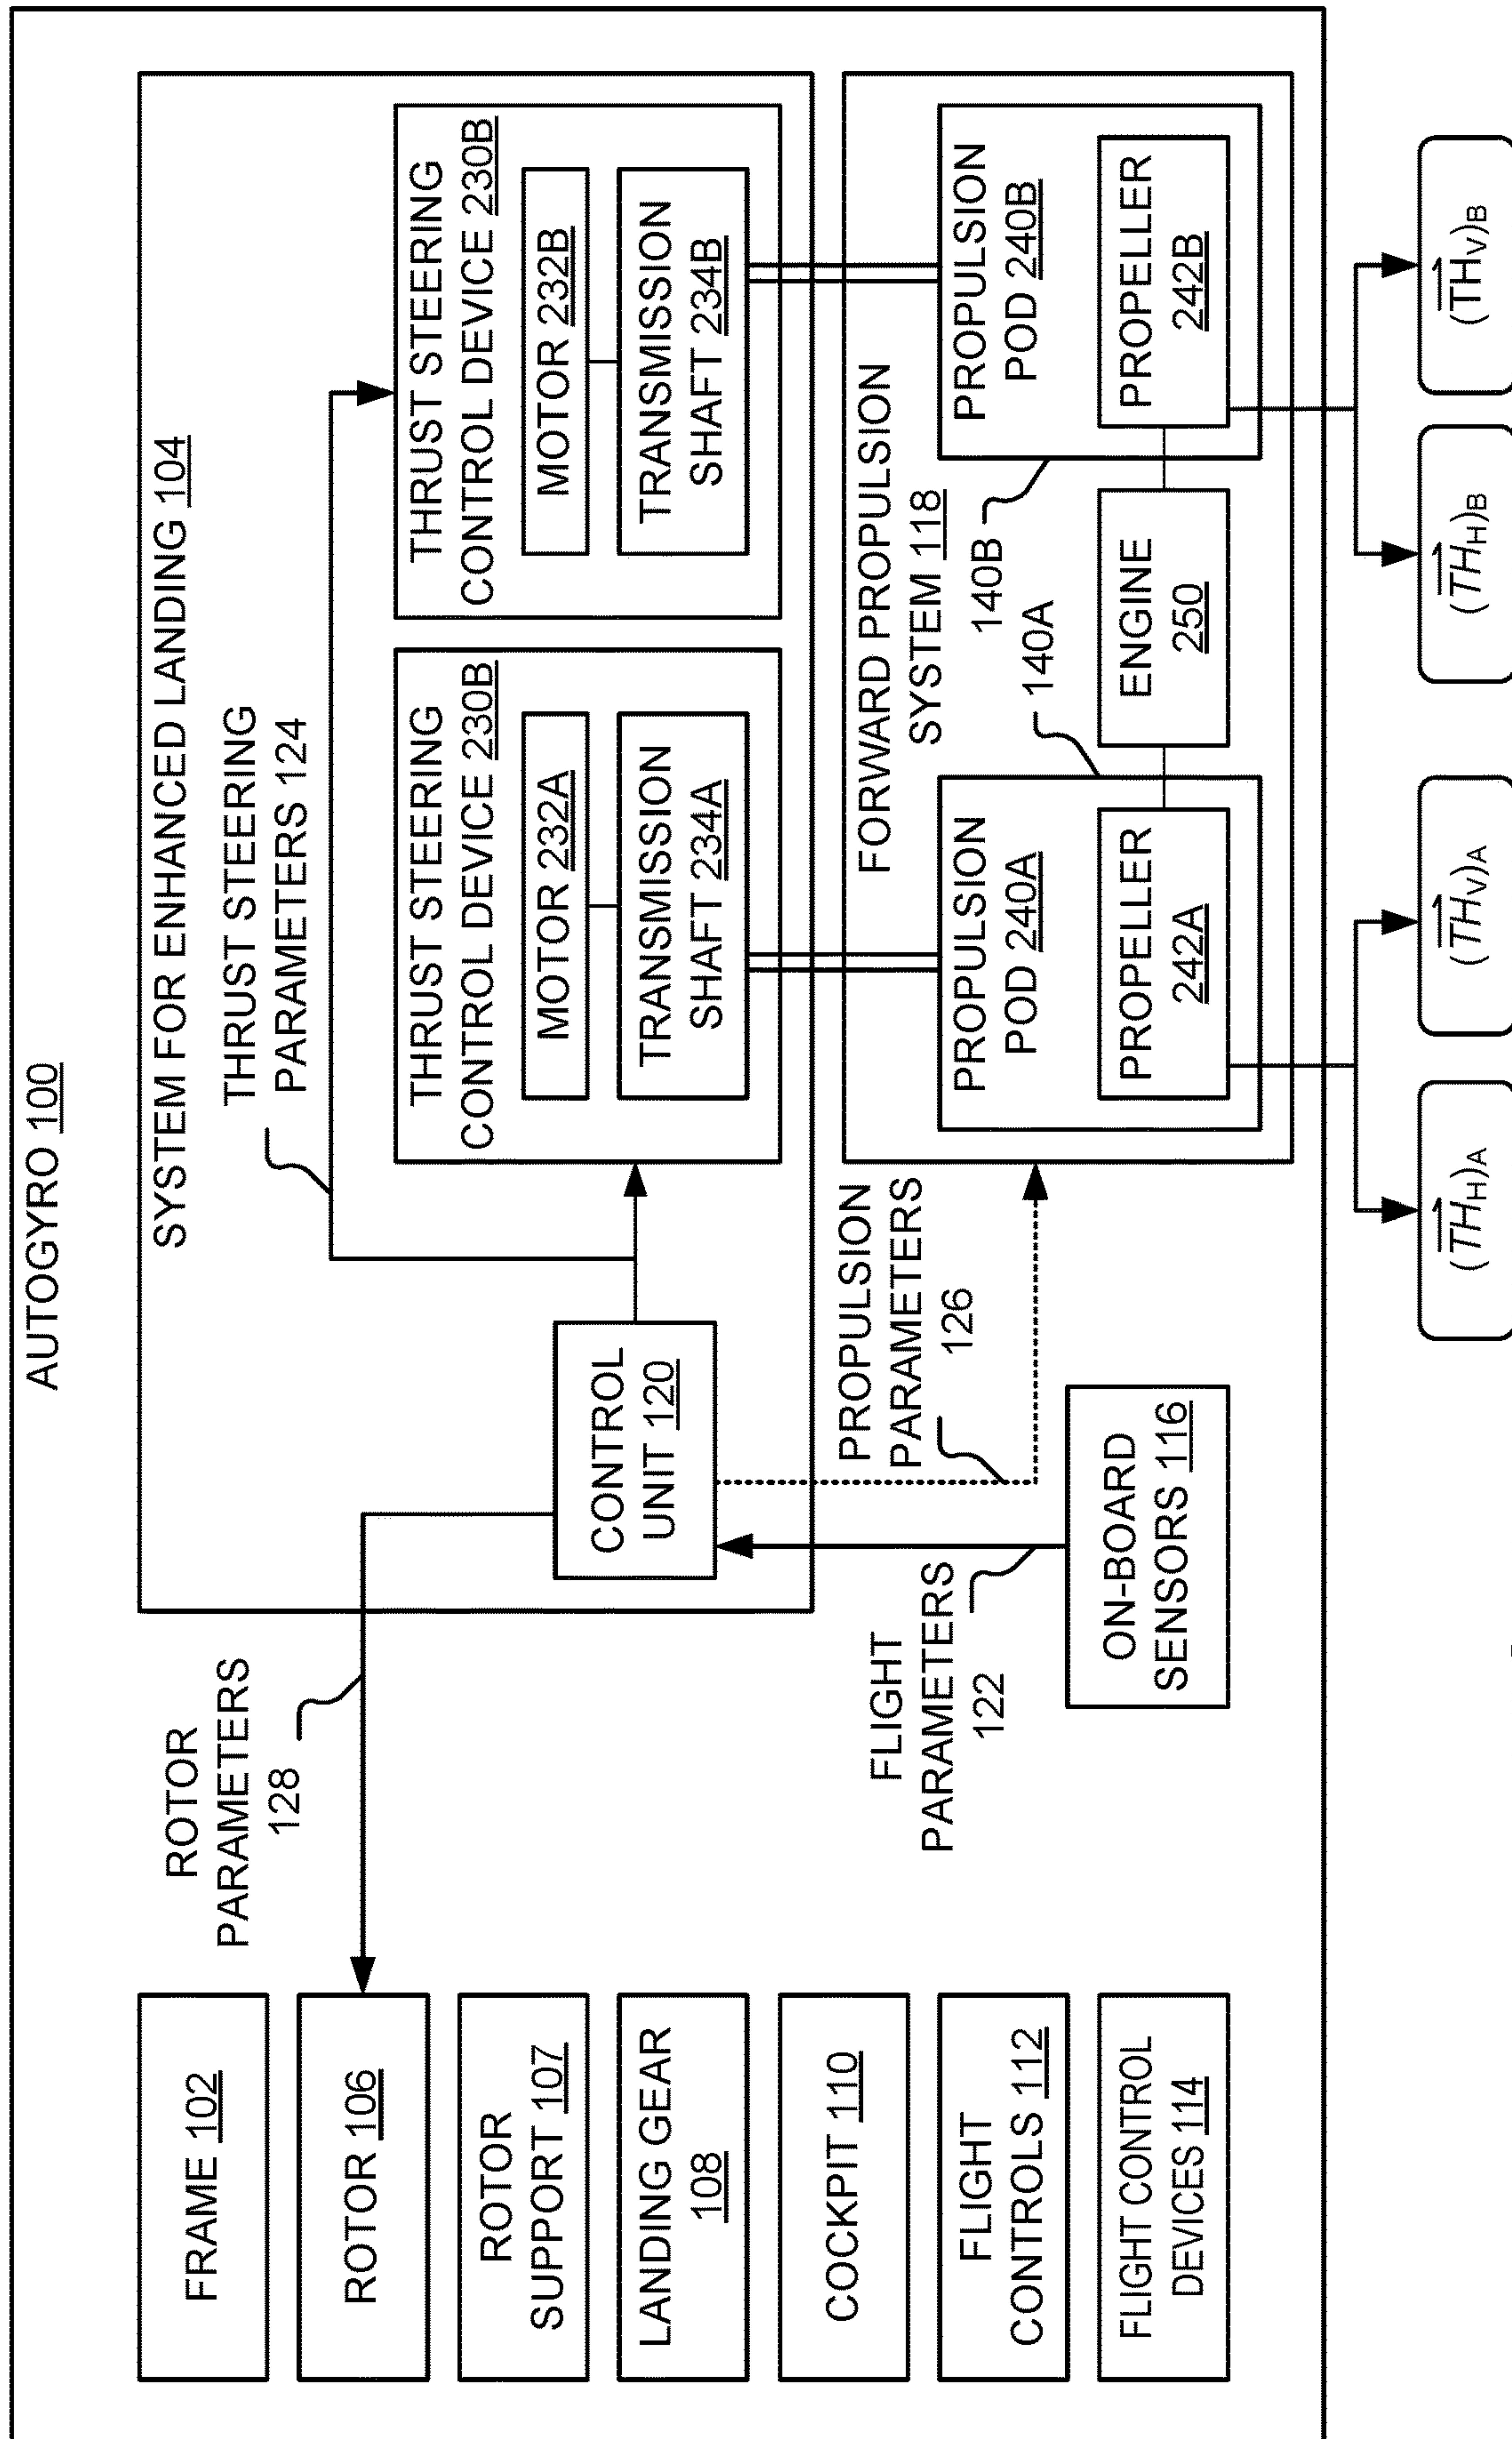 AUTOGYRO 100
FRAME 102
ROTOR 106
ROTOR
SUPPORT 107
LANDING GEAR
108
COCKPIT 110
FLIGHT
CONTROLS 112
FLIGHT CONTROL
DEVICES 114
ROTOR
PARAMETERS
128
SYSTEM FOR ENHANCED LANDING 104
THRUST STEERING
PARAMETERS 124
CONTROL
UNIT 120
THRUST STEERING
CONTROL DEVICE 230B
MOTOR 232A
TRANSMISSION
SHAFT 234A
THRUST STEERING
CONTROL DEVICE 230B
MOTOR 232B
TRANSMISSION
SHAFT 234B
FLIGHT
PARAMETERS
122
ON-BOARD
SENSORS 116
PROPULSION
PARAMETERS
126
FORWARD PROPULSION
SYSTEM 118
140A
140B
PROPULSION
POD 240A
PROPELLER
242A
ENGINE
250
PROPULSION
POD 240B
PROPELLER
242B
(TH_H)_A
(TH_V)_A
(TH_H)_B
(TH_V)_B